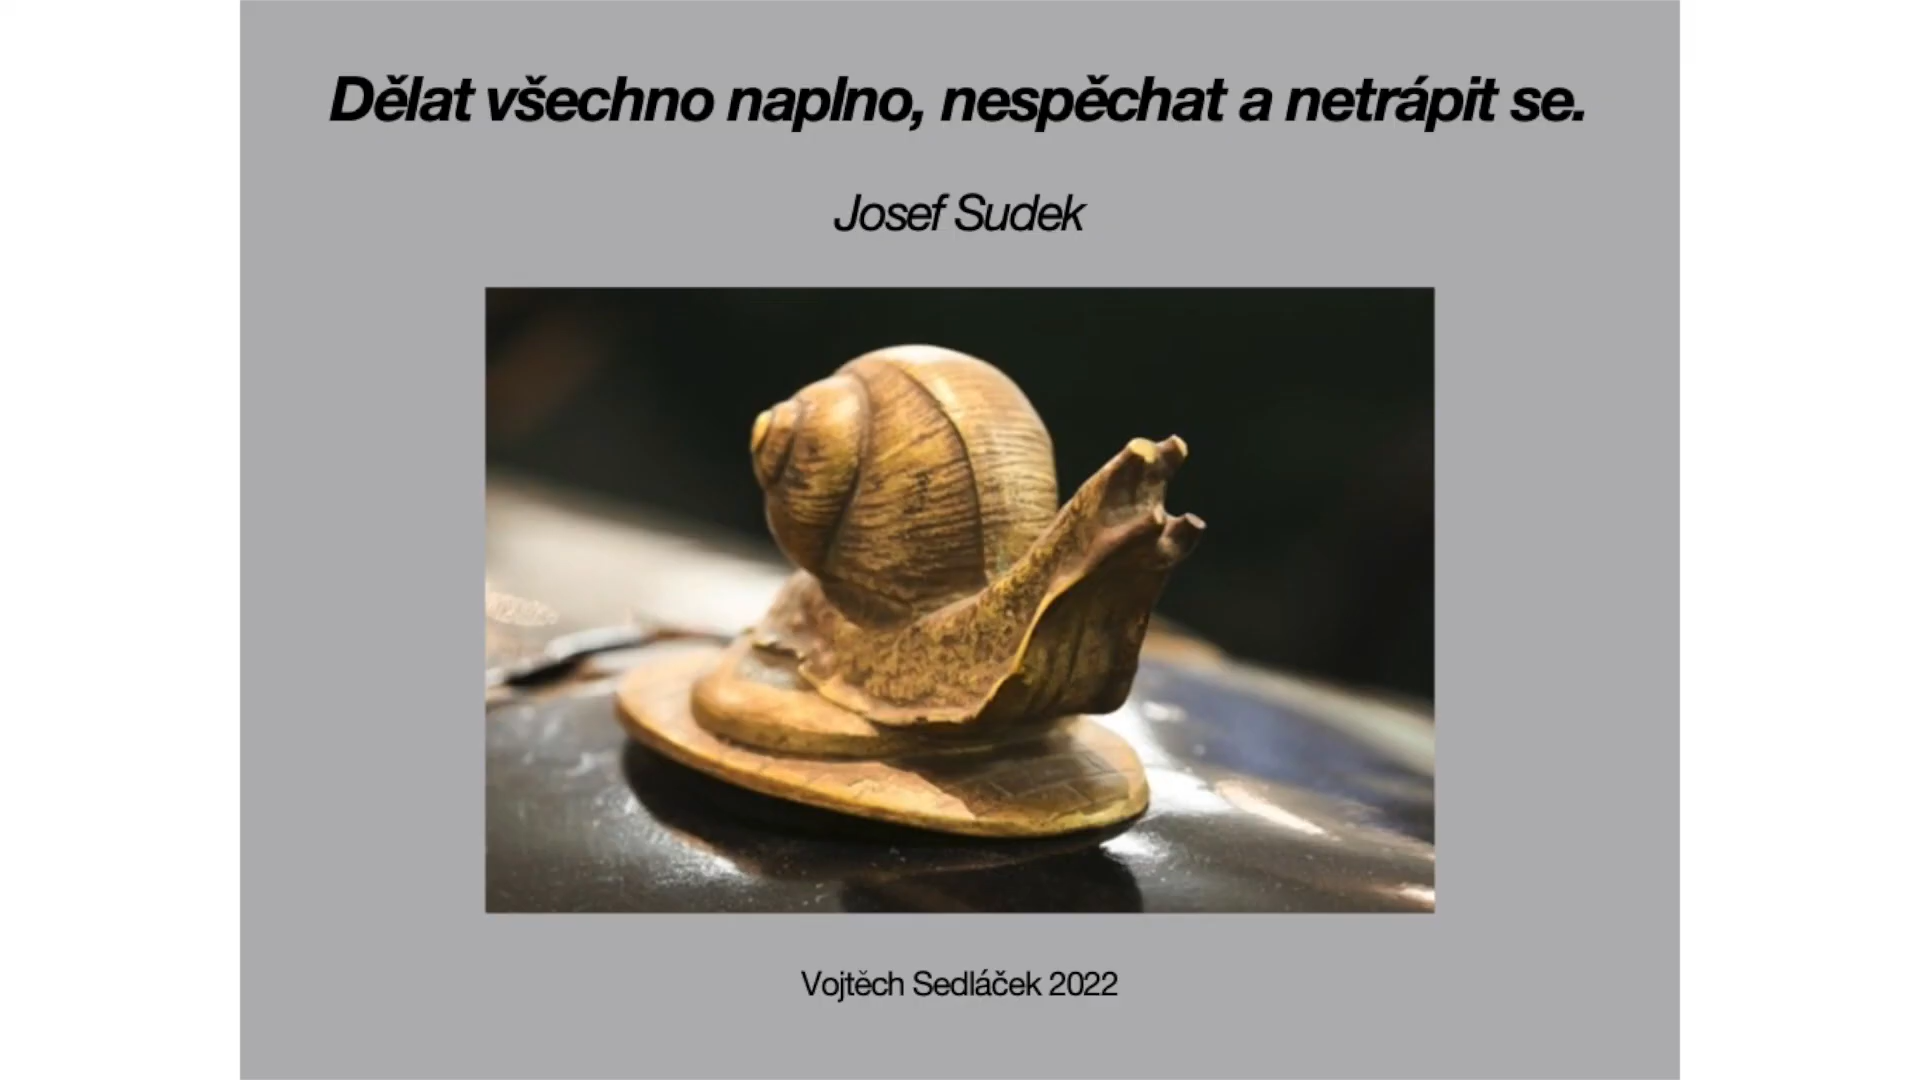 Dělat všechno naplno, nespěchat a netrápit se.
Josef Sudek
Vojtěch Sedláček 2022